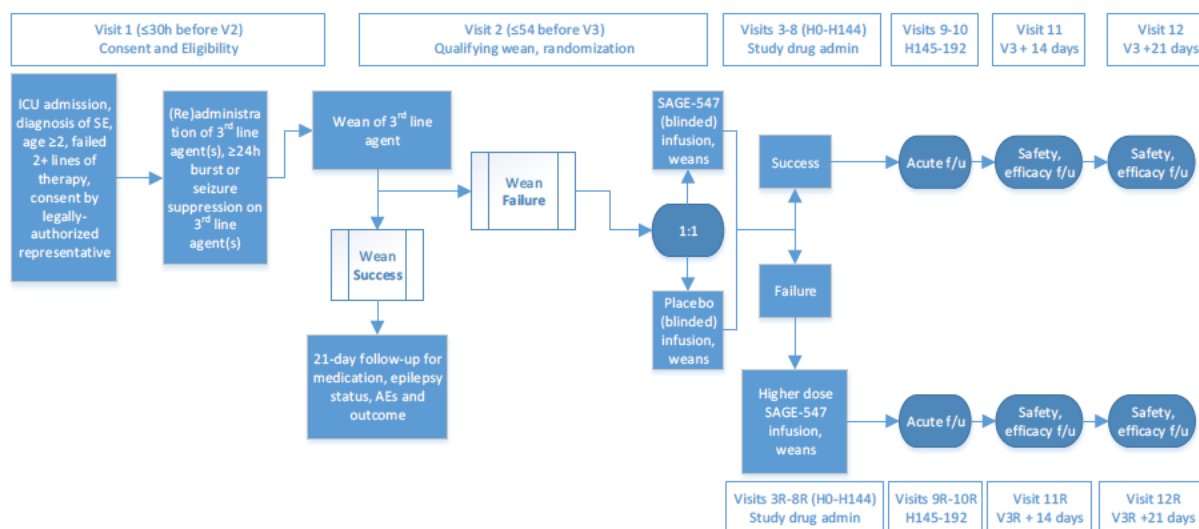 Visit 1 (≤30h before V2)
Consent and Eligibility
Visit 2 (≤54 before V3)
Qualifying wean, randomization
Visits 3-8 (H0-H144)
Study drug admin
Visits 9-10
H145-192
Visit 11
V3 + 14 days
Visit 12
V3 +21 days
ICU admission,
diagnosis of SE,
age ≥2, failed
2+ lines of
therapy,
consent by
legally-
authorized
representative
(Re)administra
tion of 3rd line
agent(s), ≥24h
burst or
seizure
suppression on
3rd line
agent(s)
Wean of 3rd line
agent
Wean
Failure
Wean
Success
21-day follow-up for
medication, epilepsy
status, AEs and
outcome
SAGE-547
(blinded)
infusion,
weans
1:1
Placebo
(blinded)
infusion,
weans
Success
Acute f/u
Safety,
efficacy f/u
Safety,
efficacy f/u
Failure
Higher dose
SAGE-547
infusion,
weans
Acute f/u
Safety,
efficacy f/u
Safety,
efficacy f/u
Visits 3R-8R (H0-H144)
Study drug admin
Visits 9R-10R
H145-192
Visit 11R
V3R + 14 days
Visit 12R
V3R +21 days